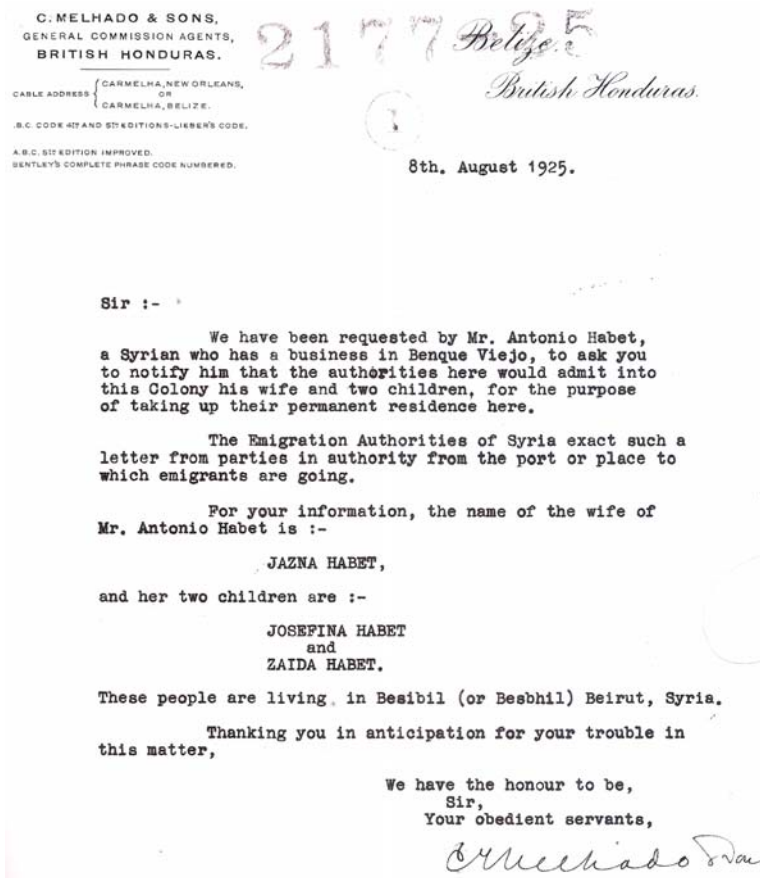 C. MELHADO & SONS,
GENERAL COMMISSION AGENTS,
BRITISH HONDURAS.
CABLE ADDRESS { CARMELHA, NEW ORLEANS,
OR
CARMELHA, BELIZE.
.B.C. CODE 4TH AND 5TH EDITIONS-LIEBER'S CODE.
A.B.C. 5TH EDITION IMPROVED.
BENTLEY'S COMPLETE PHRASE CODE NUMBERED.
2177 25
Belize.
British Honduras.
1
8th. August 1925.
Sir :-
We have been requested by Mr. Antonio Habet,
a Syrian who has a business in Benque Viejo, to ask you
to notify him that the authorities here would admit into
this Colony his wife and two children, for the purpose
of taking up their permanent residence here.
The Emigration Authorities of Syria exact such a
letter from parties in authority from the port or place to
which emigrants are going.
For your information, the name of the wife of
Mr. Antonio Habet is :-
JAZNA HABET,
and her two children are :-
JOSEFINA HABET
and
ZAIDA HABET.
These people are living in Besibil (or Besbhil) Beirut, Syria.
Thanking you in anticipation for your trouble in
this matter,
We have the honour to be,
Sir,
Your obedient servants,
C Melhado & Sons